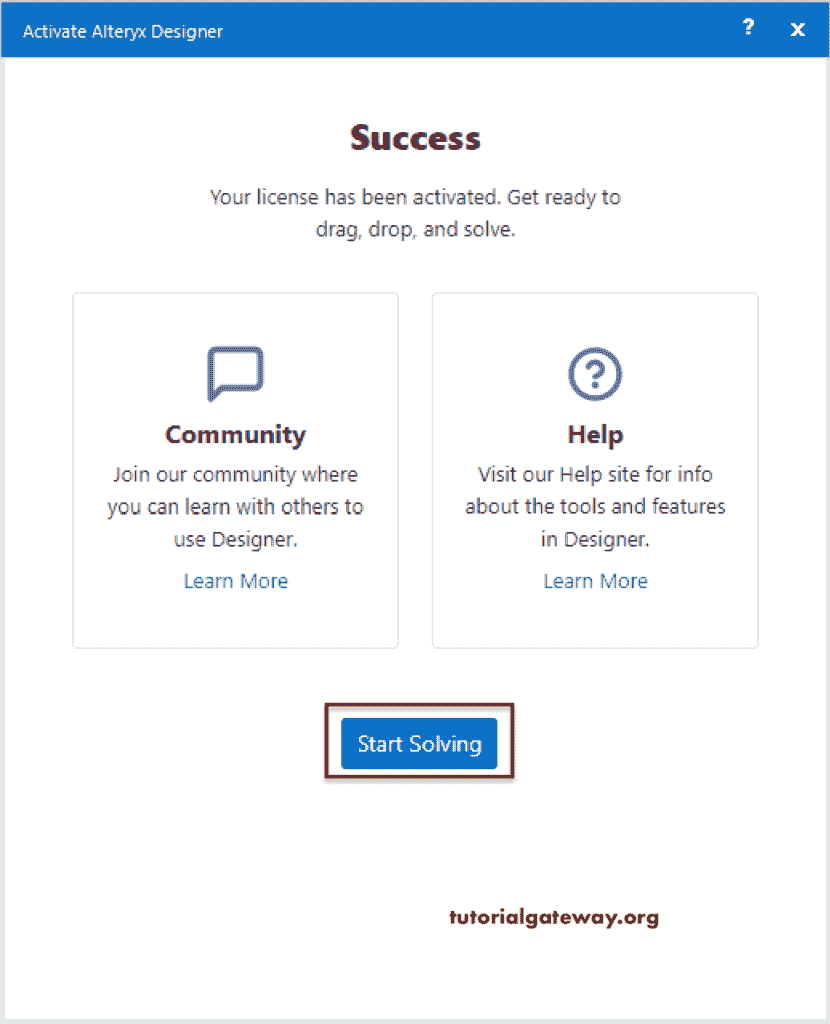 Activate Alteryx Designer
? x
Success
Your license has been activated. Get ready to
drag, drop, and solve.
?
Community
Join our community where
you can learn with others to
use Designer.
Learn More
Help
Visit our Help site for info
about the tools and features
in Designer.
Learn More
Start Solving
tutorialgateway.org